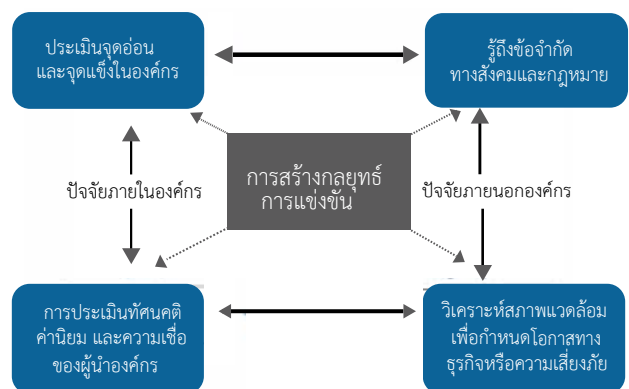 ประเมินจุดอ่อน
และจุดแข็งในองค์กร
รู้ถึงข้อจำกัด
ทางสังคมและกฎหมาย
การสร้างกลยุทธ์
การแข่งขัน
ปัจจัยภายในองค์กร
ปัจจัยภายนอกองค์กร
การประเมินทัศนคติ
ค่านิยม และความเชื่อ
ของผู้นำองค์กร
วิเคราะห์สภาพแวดล้อม
เพื่อกำหนดโอกาสทาง
ธุรกิจหรือความเสี่ยงภัย